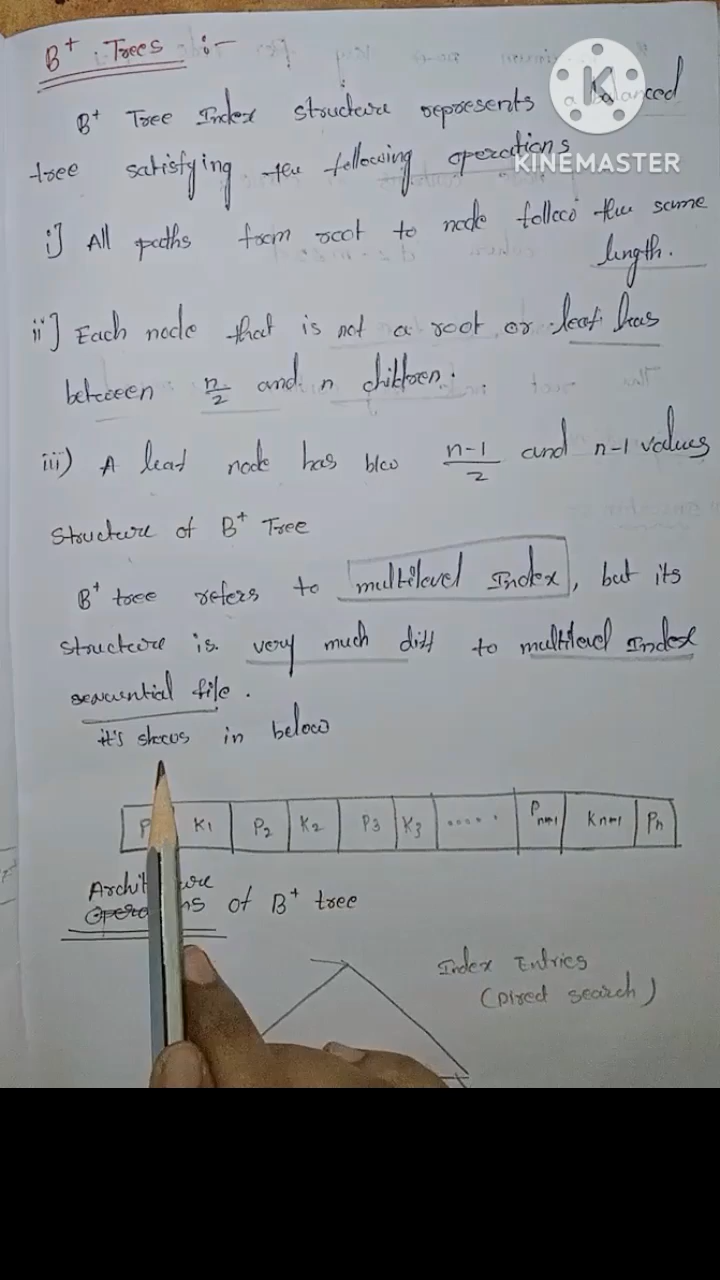 B+ Trees :-
B+ Tree Index structure represents a balanced
tree satisfying the following operations
i] All paths from root to node follow the same
length.
ii] Each node that is not a root or leaf has
between n/2 and n children.
iii) A leaf node has b/w n-1/2 and n-1 values
Structure of B+ Tree
B+ tree refers to multilevel Index, but its
structure is very much diff to multilevel Index
sequential file.
it's shows in below
P K1 P2 K2 P3 K3 ..... Pn-1 Kn-1 Pn
Architecture
of B+ tree
Index Entries
(Direct search)
K
KINEMASTER